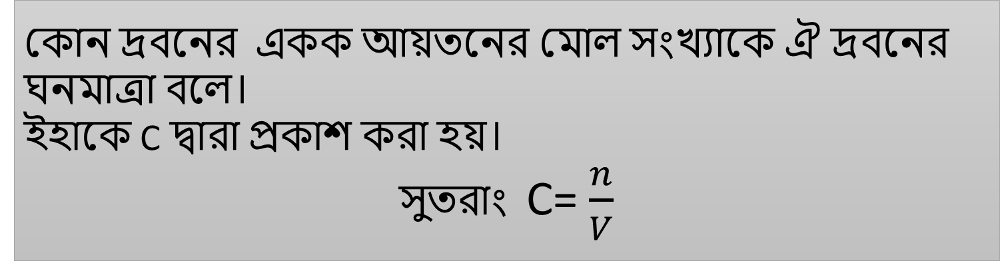 কোন দ্রবনের একক আয়তনের মোল সংখ্যাকে ঐ দ্রবনের
ঘনমাত্রা বলে।
ইহাকে C দ্বারা প্রকাশ করা হয়।
সুতরাং C= n/V